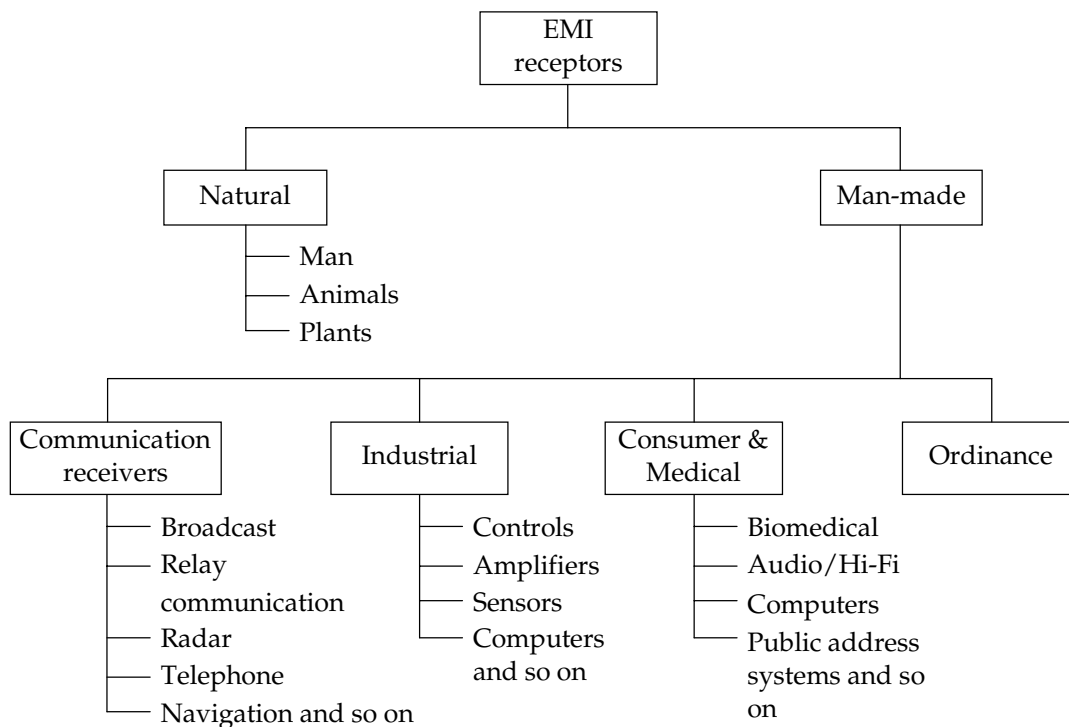 EMI
receptors
Natural
Man-made
Man
Animals
Plants
Communication
receivers
Industrial
Consumer &
Medical
Ordinance
Broadcast
Relay
communication
Radar
Telephone
Navigation and so on
Controls
Amplifiers
Sensors
Computers
and so on
Biomedical
Audio/Hi-Fi
Computers
Public address
systems and so
on